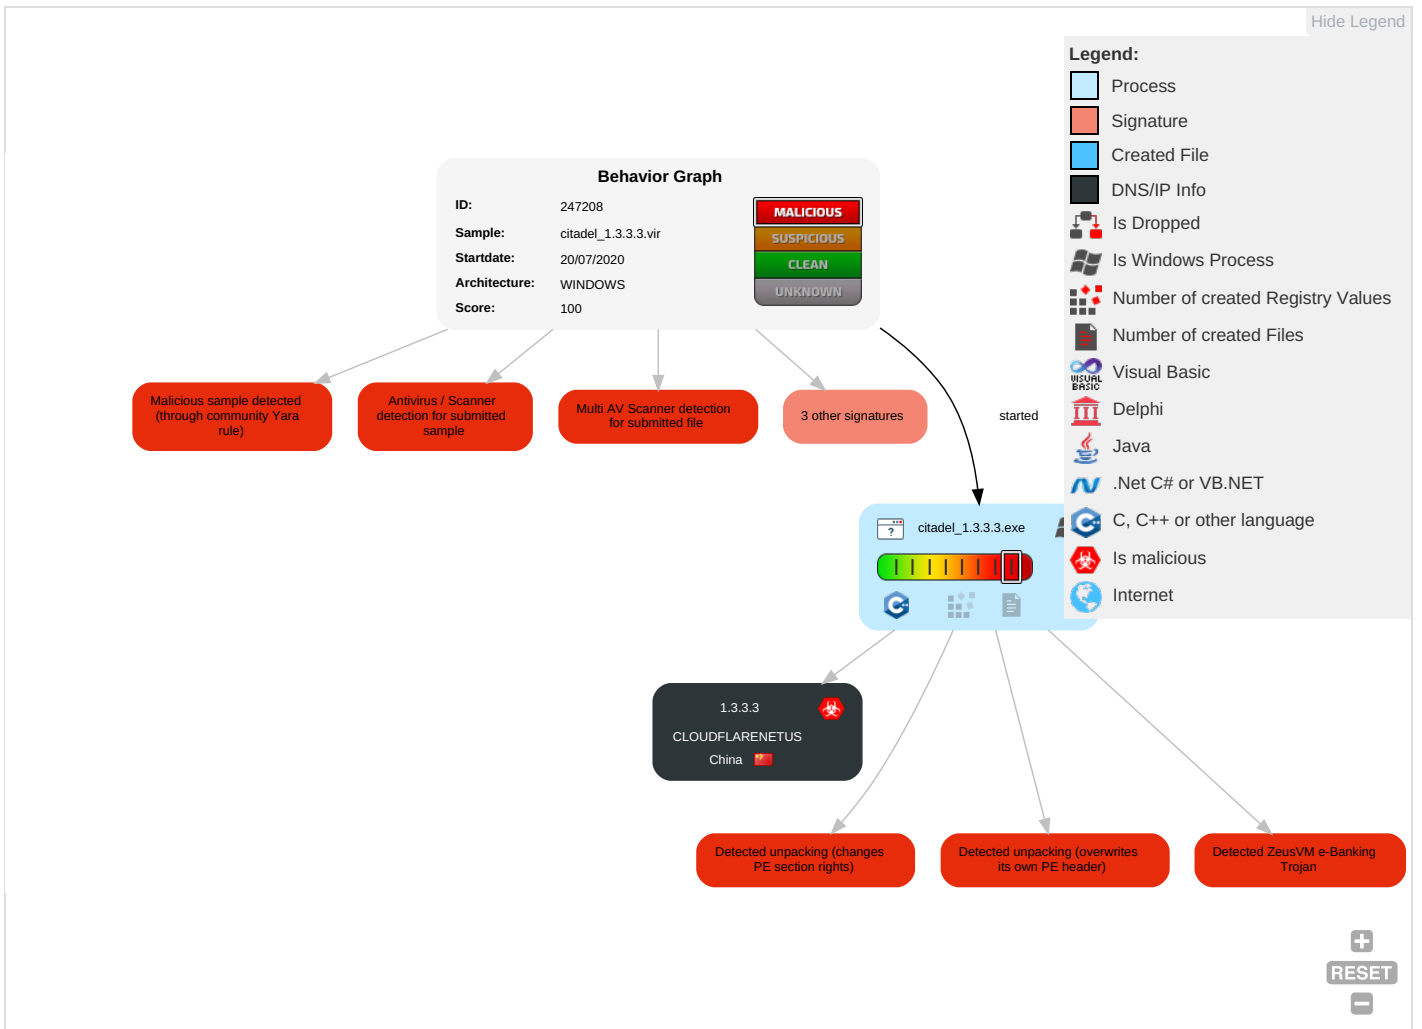 Hide Legend
Legend:
Process
Signature
Created File
DNS/IP Info
Is Dropped
Is Windows Process
Number of created Registry Values
Number of created Files
VISUAL
BASIC
Visual Basic
Delphi
Java
.Net C# or VB.NET
C, C++ or other language
Is malicious
Internet
Behavior Graph
ID: 247208
Sample: citadel_1.3.3.3.vir
Startdate: 20/07/2020
Architecture: WINDOWS
Score: 100
MALICIOUS
SUSPICIOUS
CLEAN
UNKNOWN
Malicious sample detected
(through community Yara
rule)
Antivirus / Scanner
detection for submitted
sample
Multi AV Scanner detection
for submitted file
3 other signatures
started
?
citadel_1.3.3.3.exe
1.3.3.3
CLOUDFLARENETUS
China
Detected unpacking (changes
PE section rights)
Detected unpacking (overwrites
its own PE header)
Detected ZeusVM e-Banking
Trojan
RESET